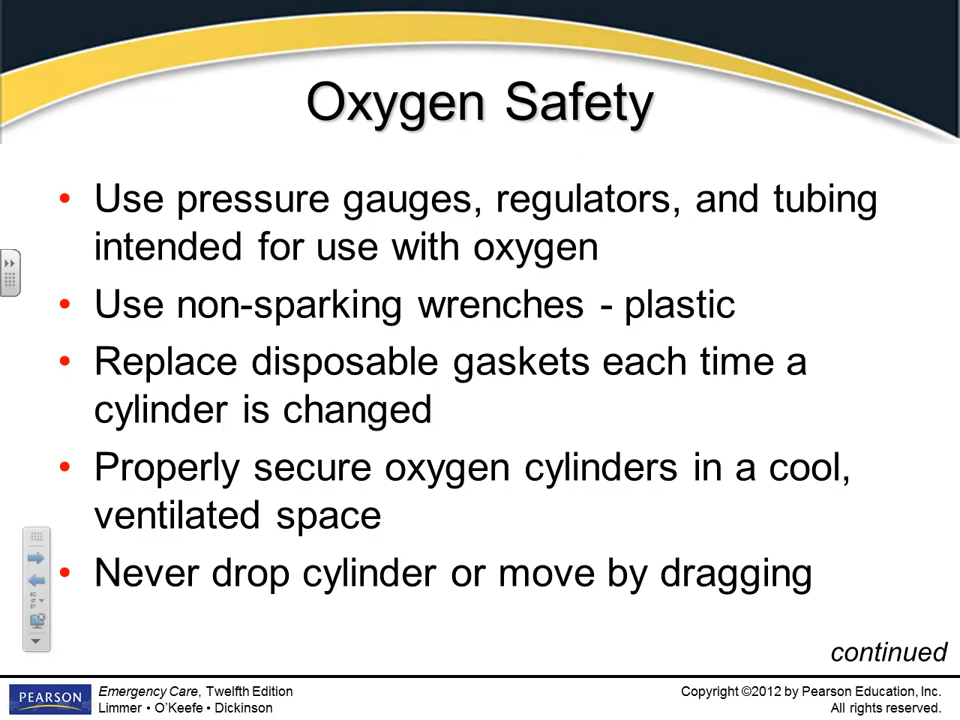 Oxygen Safety
• Use pressure gauges, regulators, and tubing
intended for use with oxygen
• Use non-sparking wrenches - plastic
• Replace disposable gaskets each time a
cylinder is changed
• Properly secure oxygen cylinders in a cool,
ventilated space
• Never drop cylinder or move by dragging
continued
PEARSON
Emergency Care, Twelfth Edition
Limmer • O'Keefe • Dickinson
Copyright ©2012 by Pearson Education, Inc.
All rights reserved.